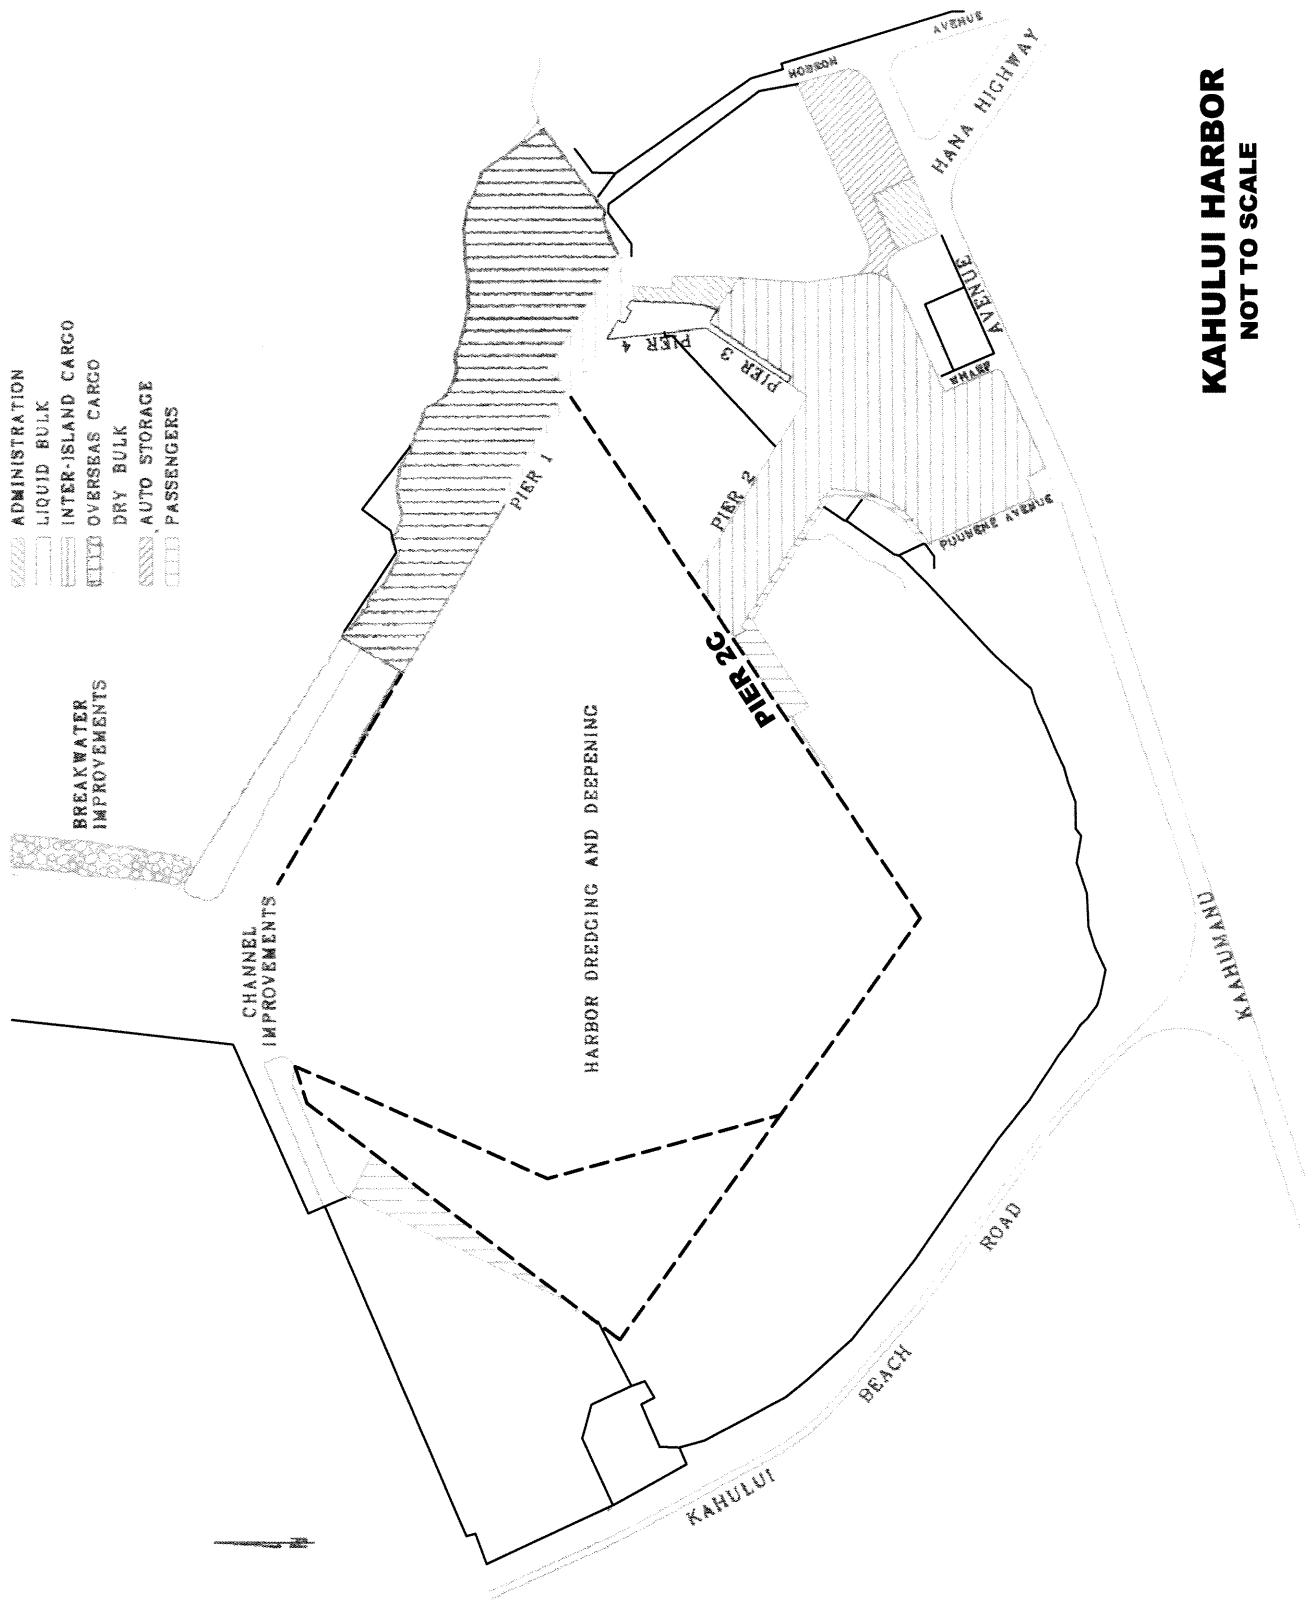 ADMINISTRATION
LIQUID BULK
INTER-ISLAND CARGO
OVERSEAS CARGO
DRY BULK
AUTO STORAGE
PASSENGERS
BREAKWATER
IMPROVEMENTS
CHANNEL
IMPROVEMENTS
HARBOR DREDGING AND DEEPENING
PIER 1
PIER 2
PIER 2C
PIER 3
PIER 4
HOBRON
AVENUE
HANA HIGHWAY
AVENUE
PUUNENE AVENUE
KAAHUMANU
KAHULUI
BEACH
ROAD
N
KAHULUI HARBOR
NOT TO SCALE